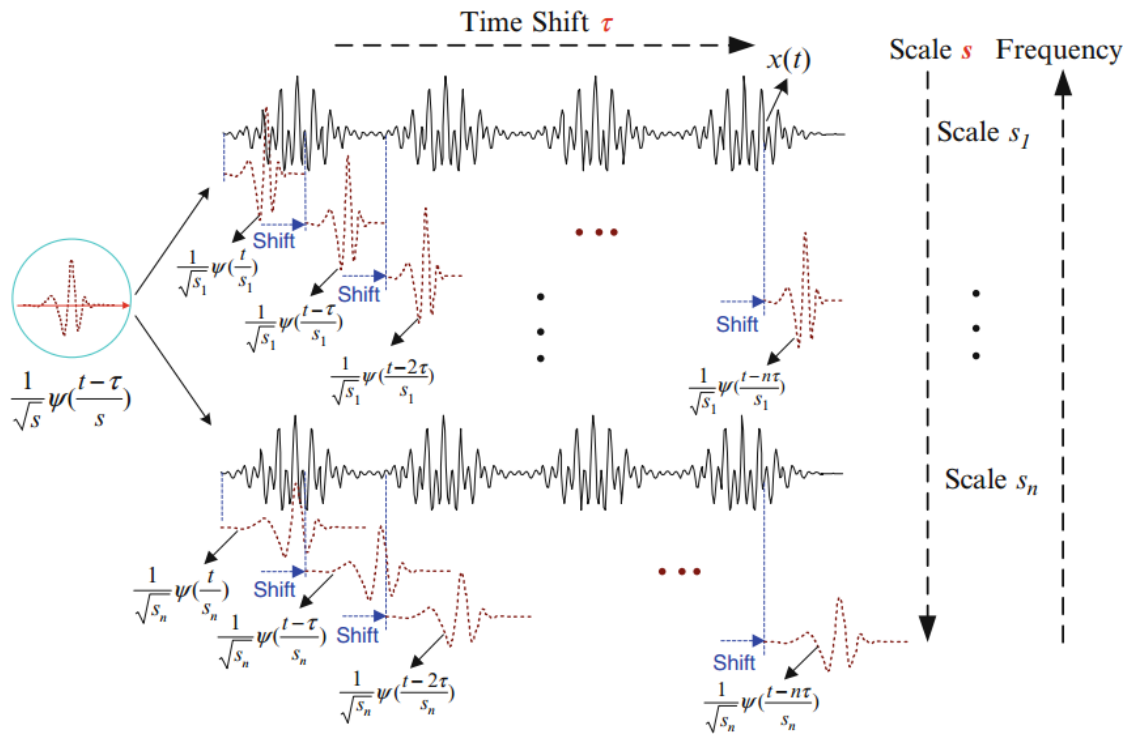 Time Shift τ
Scale s Frequency
x(t)
Scale s₁
Shift
1/√s₁ ψ(t/s₁)
Shift
1/√s₁ ψ((t−τ)/s₁)
Shift
1/√s₁ ψ((t−2τ)/s₁)
1/√s₁ ψ((t−nτ)/s₁)
1/√s ψ((t−τ)/s)
Scale sₙ
Shift
1/√sₙ ψ(t/sₙ)
Shift
1/√sₙ ψ((t−τ)/sₙ)
Shift
1/√sₙ ψ((t−2τ)/sₙ)
1/√sₙ ψ((t−nτ)/sₙ)